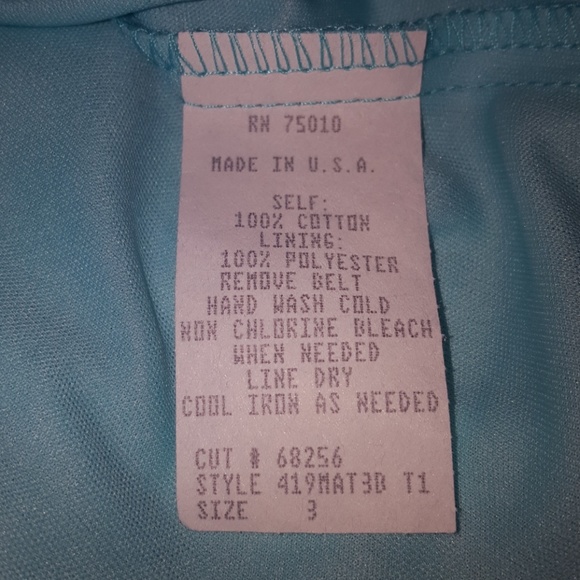 RN 75010
MADE IN U.S.A.
SELF:
100% COTTON
LINING:
100% POLYESTER
REMOVE BELT
HAND WASH COLD
NON CHLORINE BLEACH
WHEN NEEDED
LINE DRY
COOL IRON AS NEEDED
CUT # 68256
STYLE 419MAT3B T1
SIZE 3